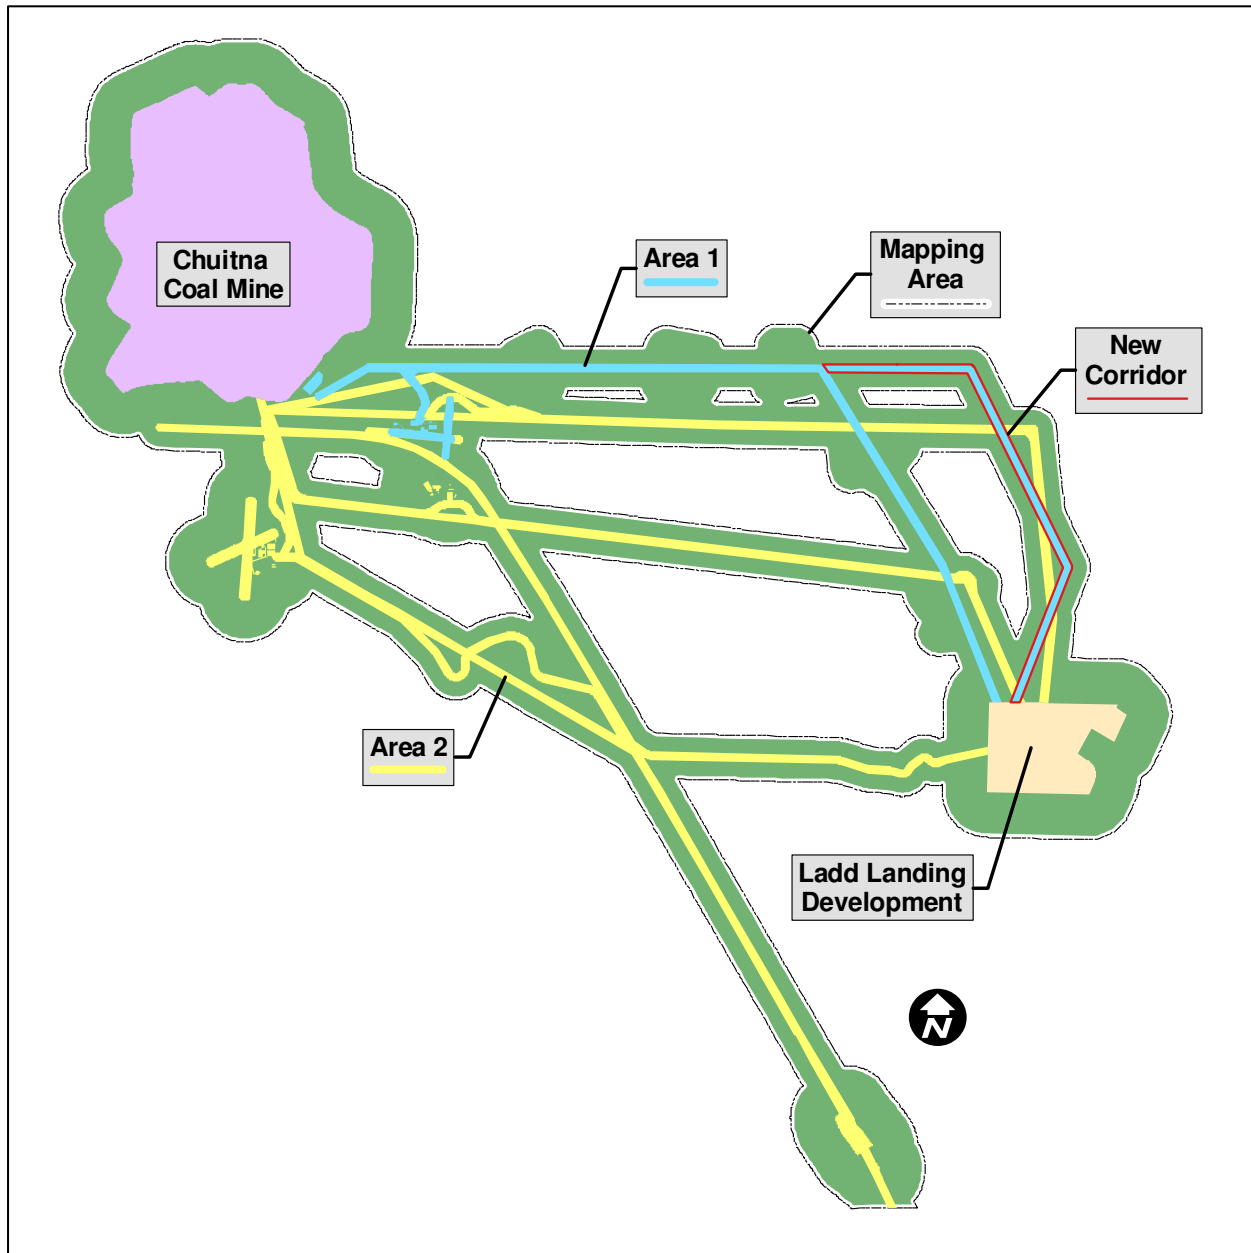 Chuitna
Coal Mine
Area 1
Mapping
Area
New
Corridor
Area 2
Ladd Landing
Development
N